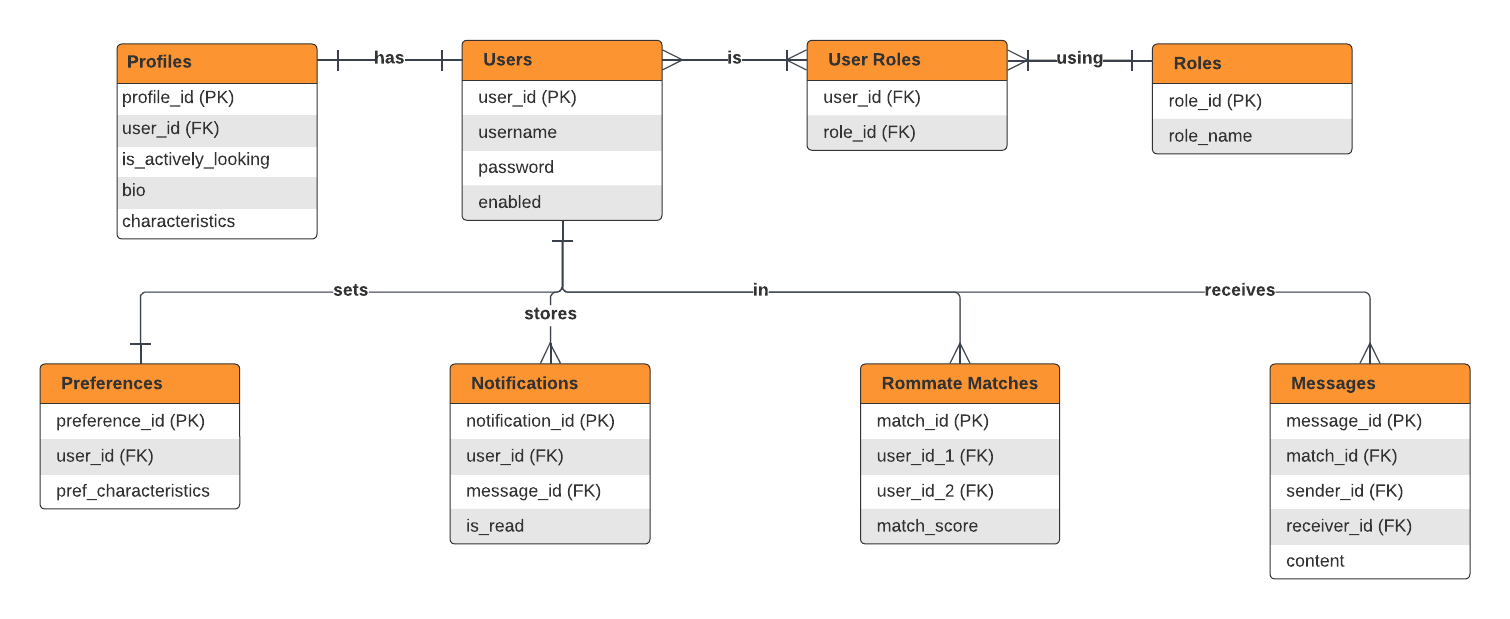 Profiles
profile_id (PK)
user_id (FK)
is_actively_looking
bio
characteristics
has
Users
user_id (PK)
username
password
enabled
is
User Roles
user_id (FK)
role_id (FK)
using
Roles
role_id (PK)
role_name
sets
stores
in
receives
Preferences
preference_id (PK)
user_id (FK)
pref_characteristics
Notifications
notification_id (PK)
user_id (FK)
message_id (FK)
is_read
Rommate Matches
match_id (PK)
user_id_1 (FK)
user_id_2 (FK)
match_score
Messages
message_id (PK)
match_id (FK)
sender_id (FK)
receiver_id (FK)
content